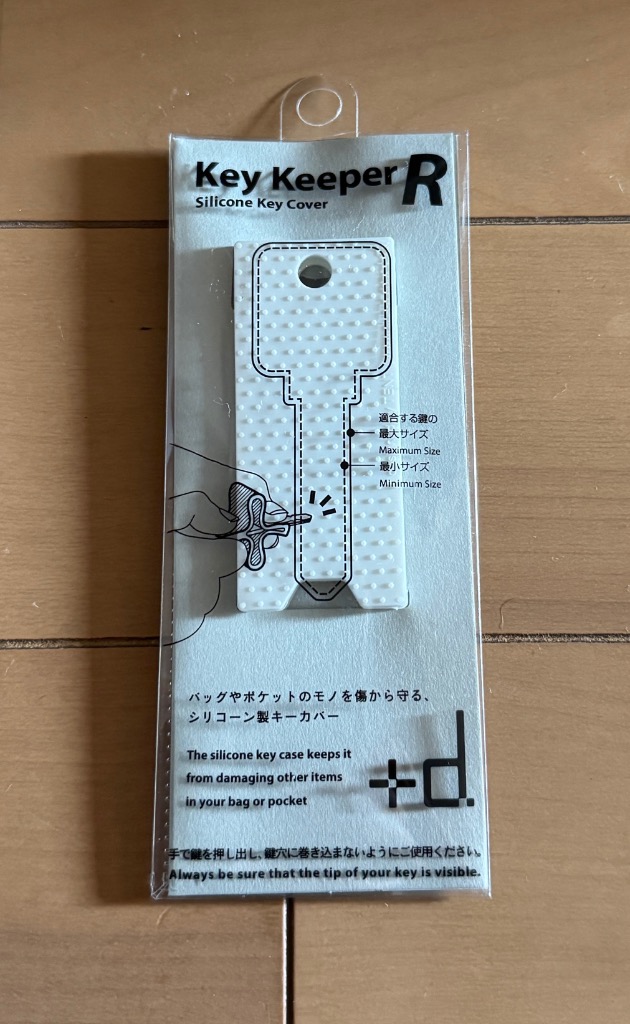 Key Keeper R
Silicone Key Cover
適合する鍵の
最大サイズ
Maximum Size
最小サイズ
Minimum Size
バッグやポケットのモノを傷から守る、
シリコーン製キーカバー
The silicone key case keeps it
from damaging other items
in your bag or pocket
+d.
手で鍵を押し出し、鍵穴に巻き込まないようにご使用ください。
Always be sure that the tip of your key is visible.